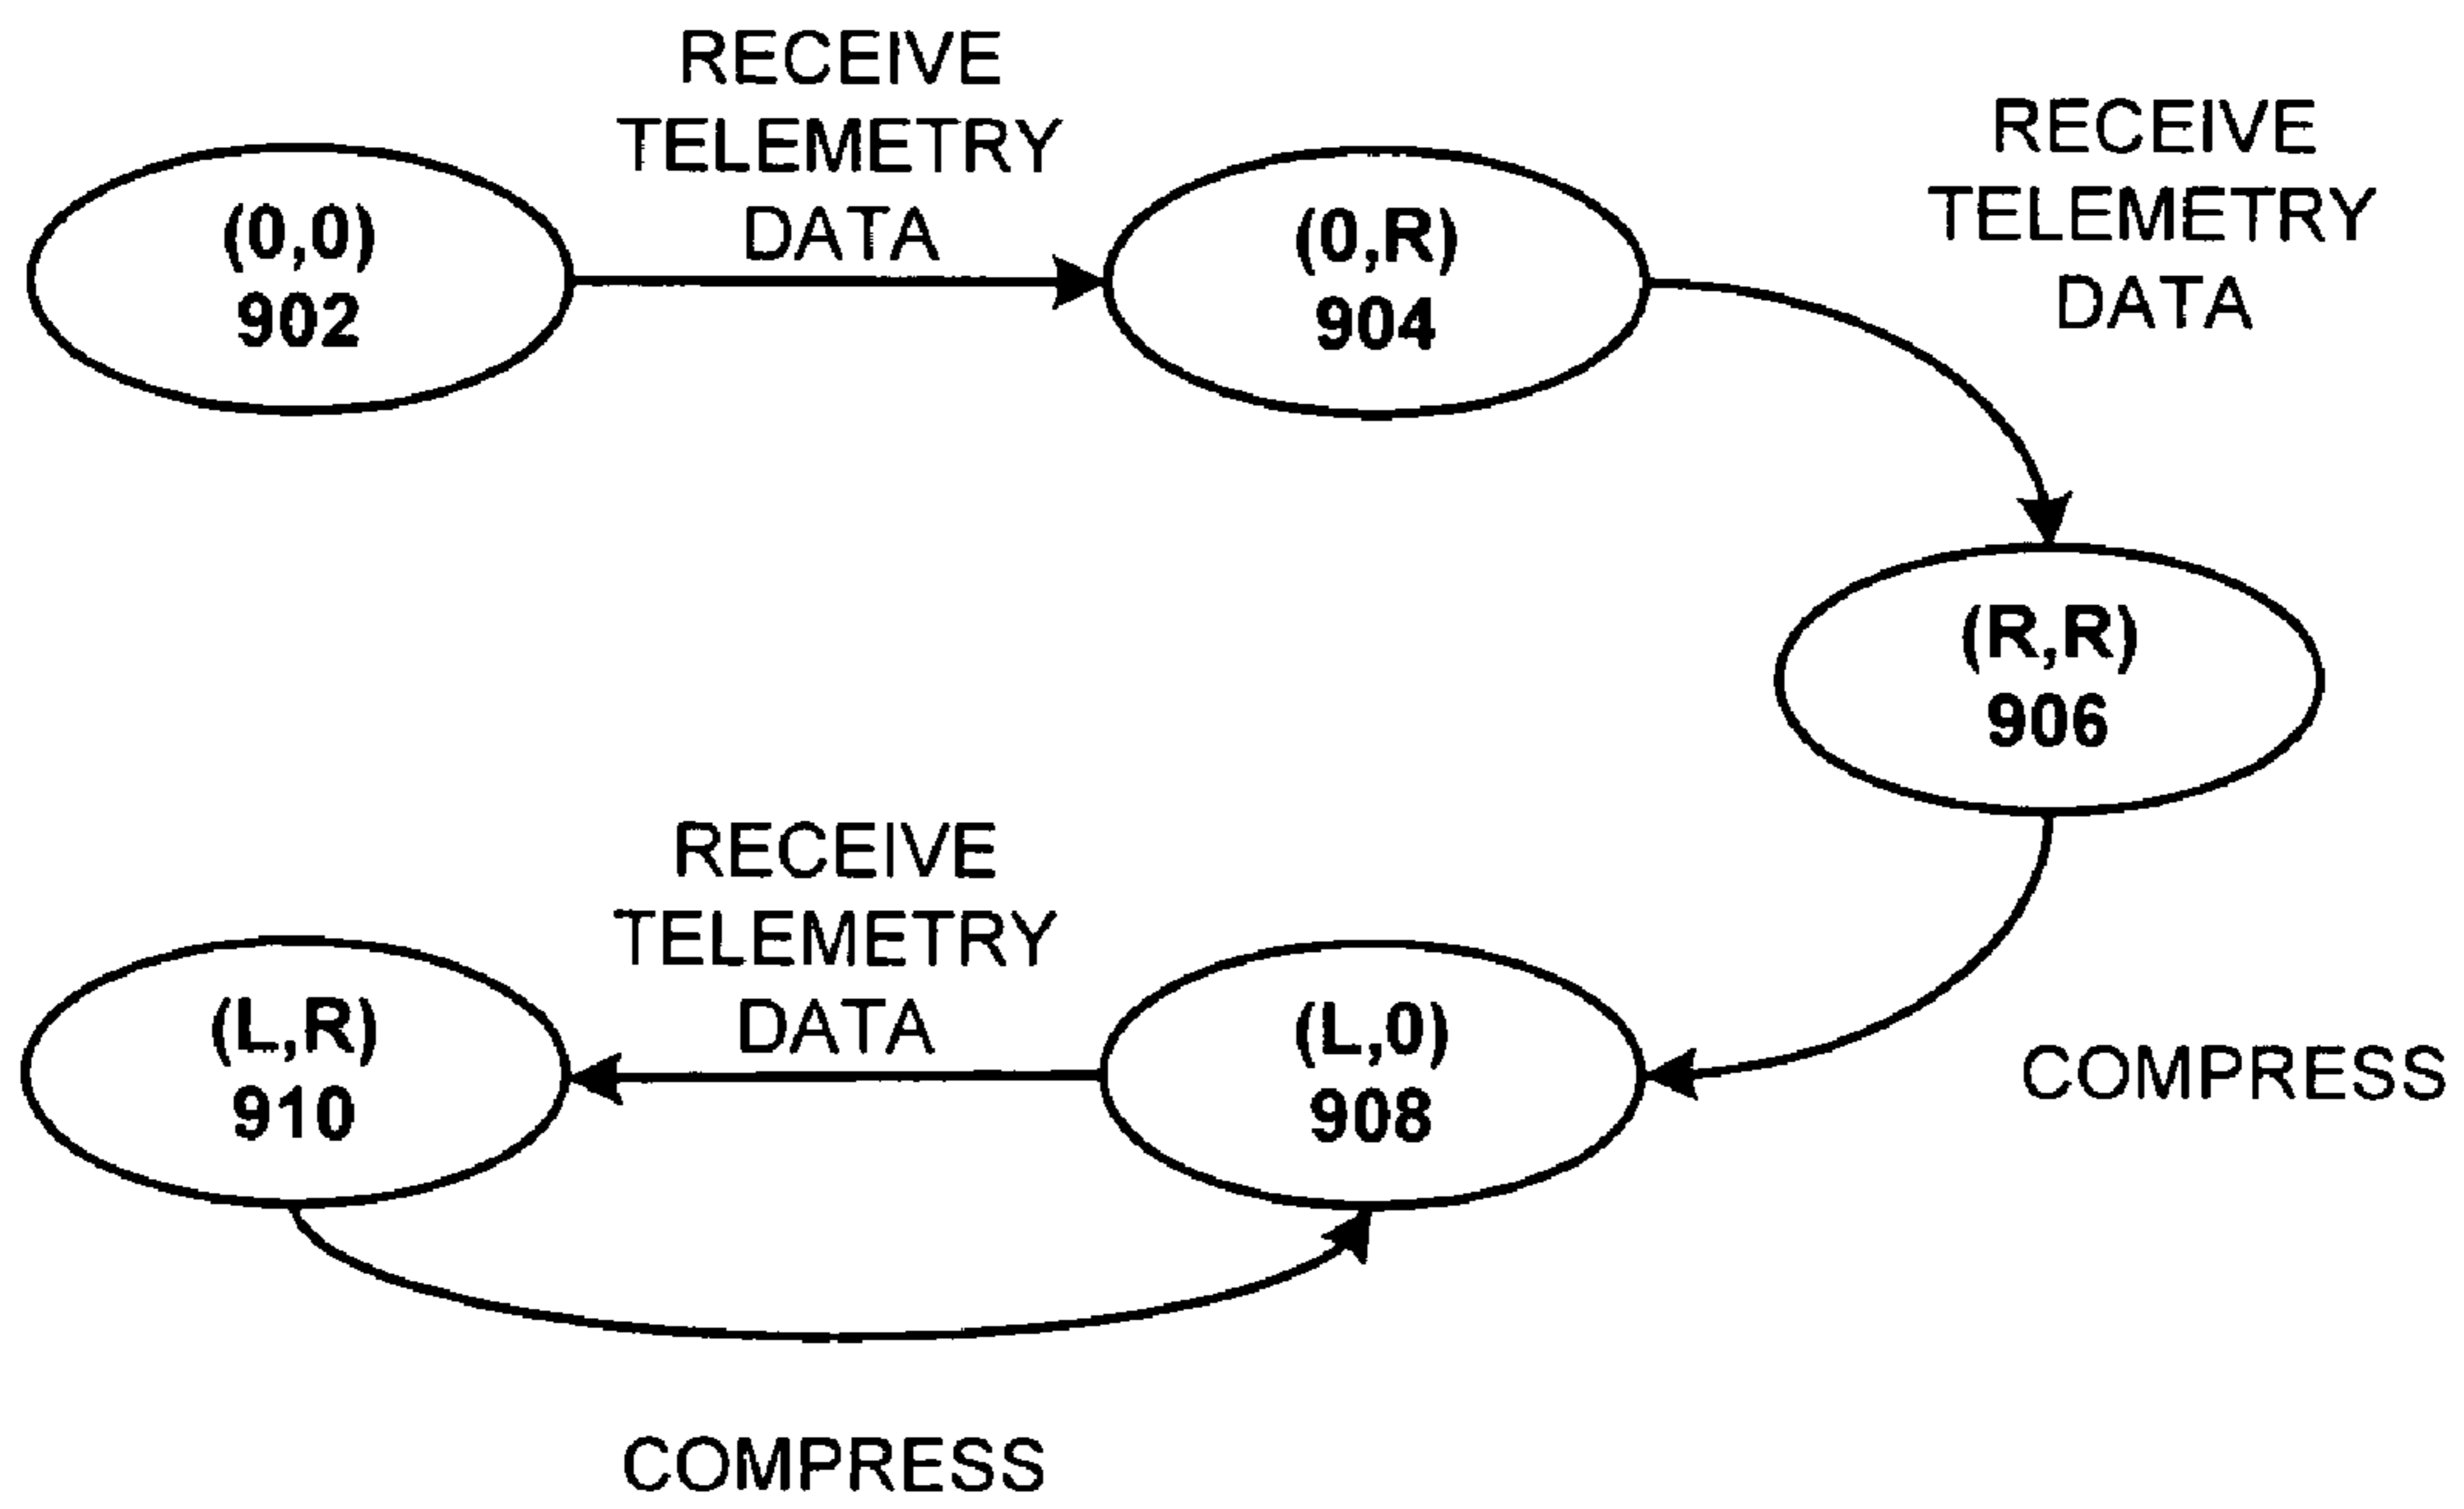 RECEIVE
TELEMETRY
DATA
(0,0)
902
(0,R)
904
RECEIVE
TELEMETRY
DATA
(R,R)
906
COMPRESS
(L,0)
908
RECEIVE
TELEMETRY
DATA
(L,R)
910
COMPRESS